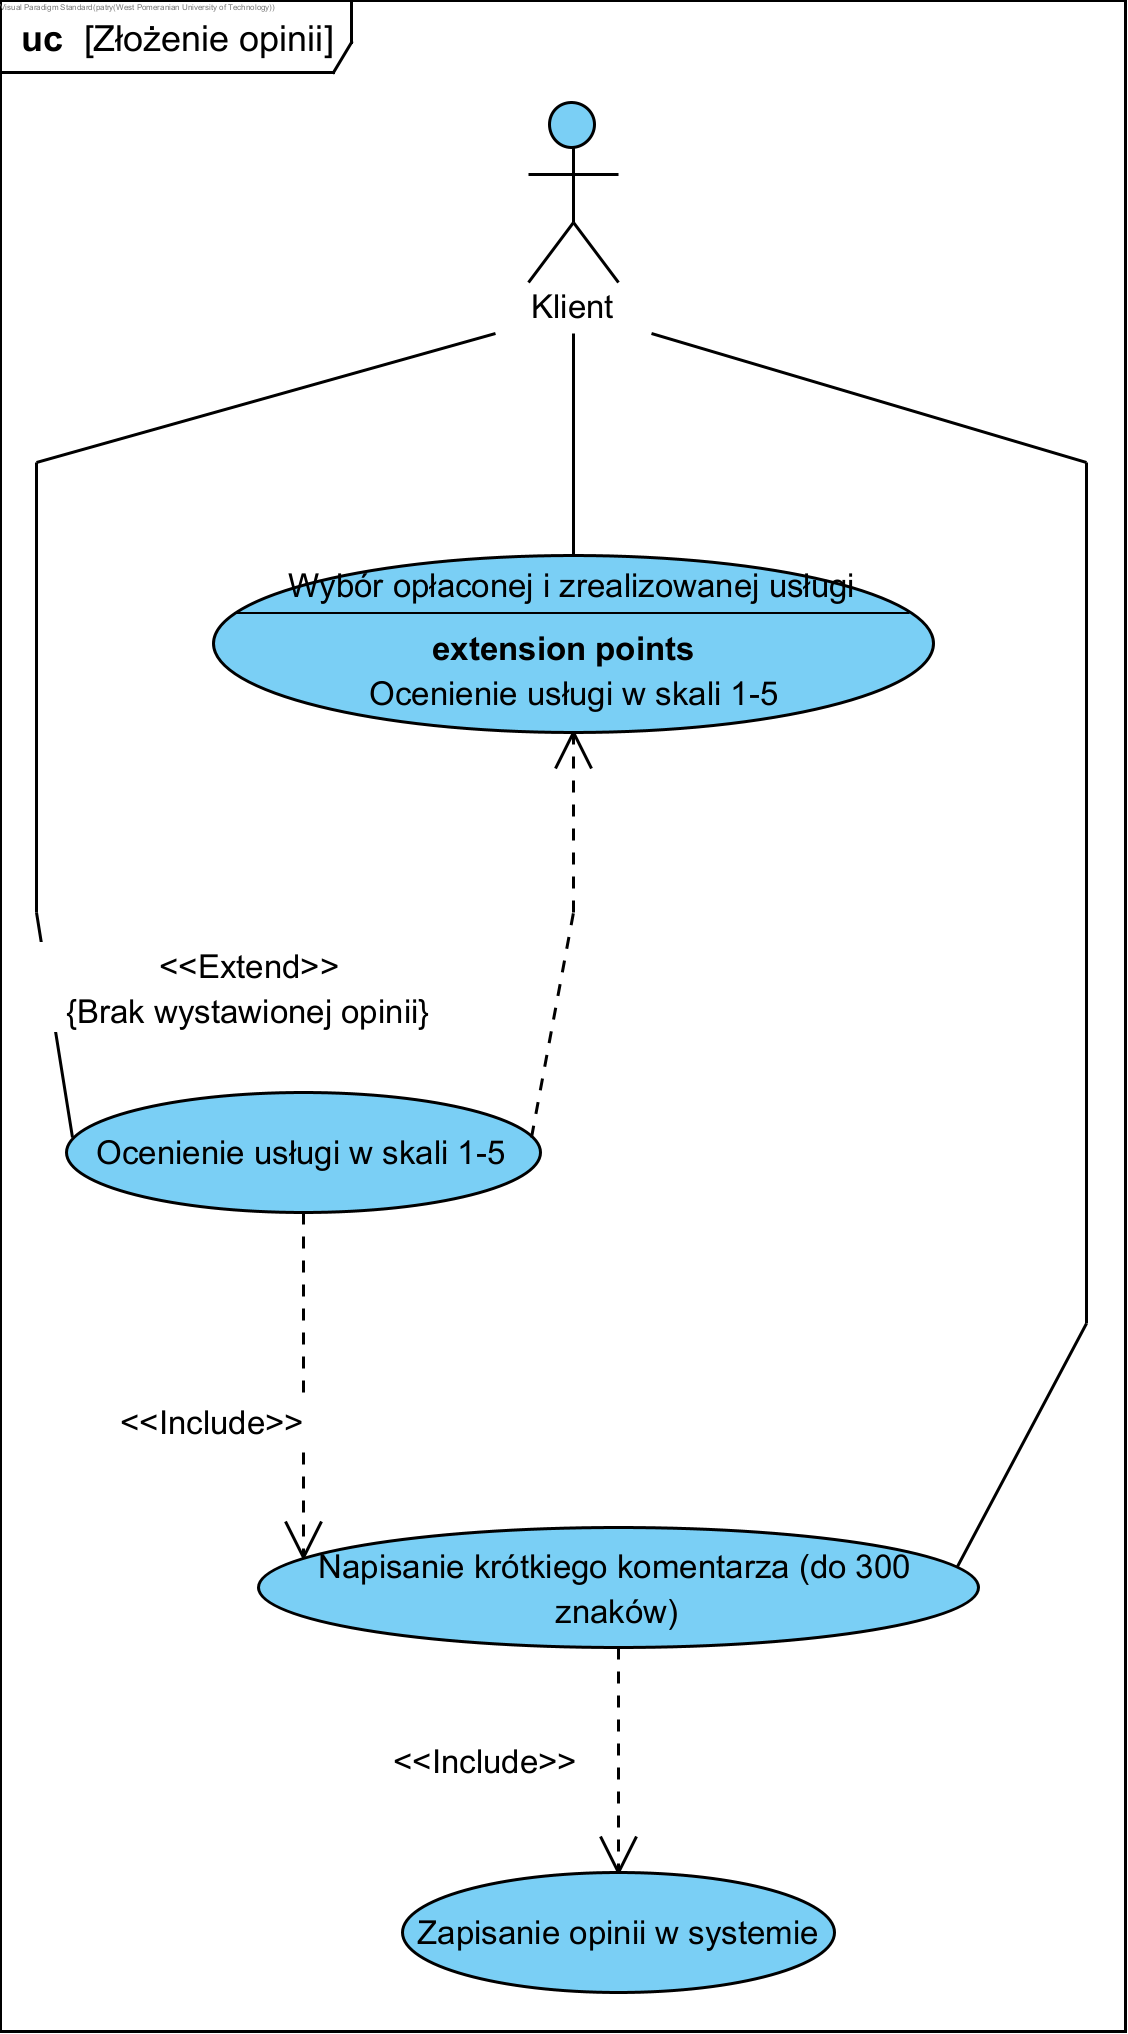 Visual Paradigm Standard(patry(West Pomeranian University of Technology))
uc [Złożenie opinii]
Klient
Wybór opłaconej i zrealizowanej usługi
extension points
Ocenienie usługi w skali 1-5
<<Extend>>
{Brak wystawionej opinii}
Ocenienie usługi w skali 1-5
<<Include>>
Napisanie krótkiego komentarza (do 300
znaków)
<<Include>>
Zapisanie opinii w systemie